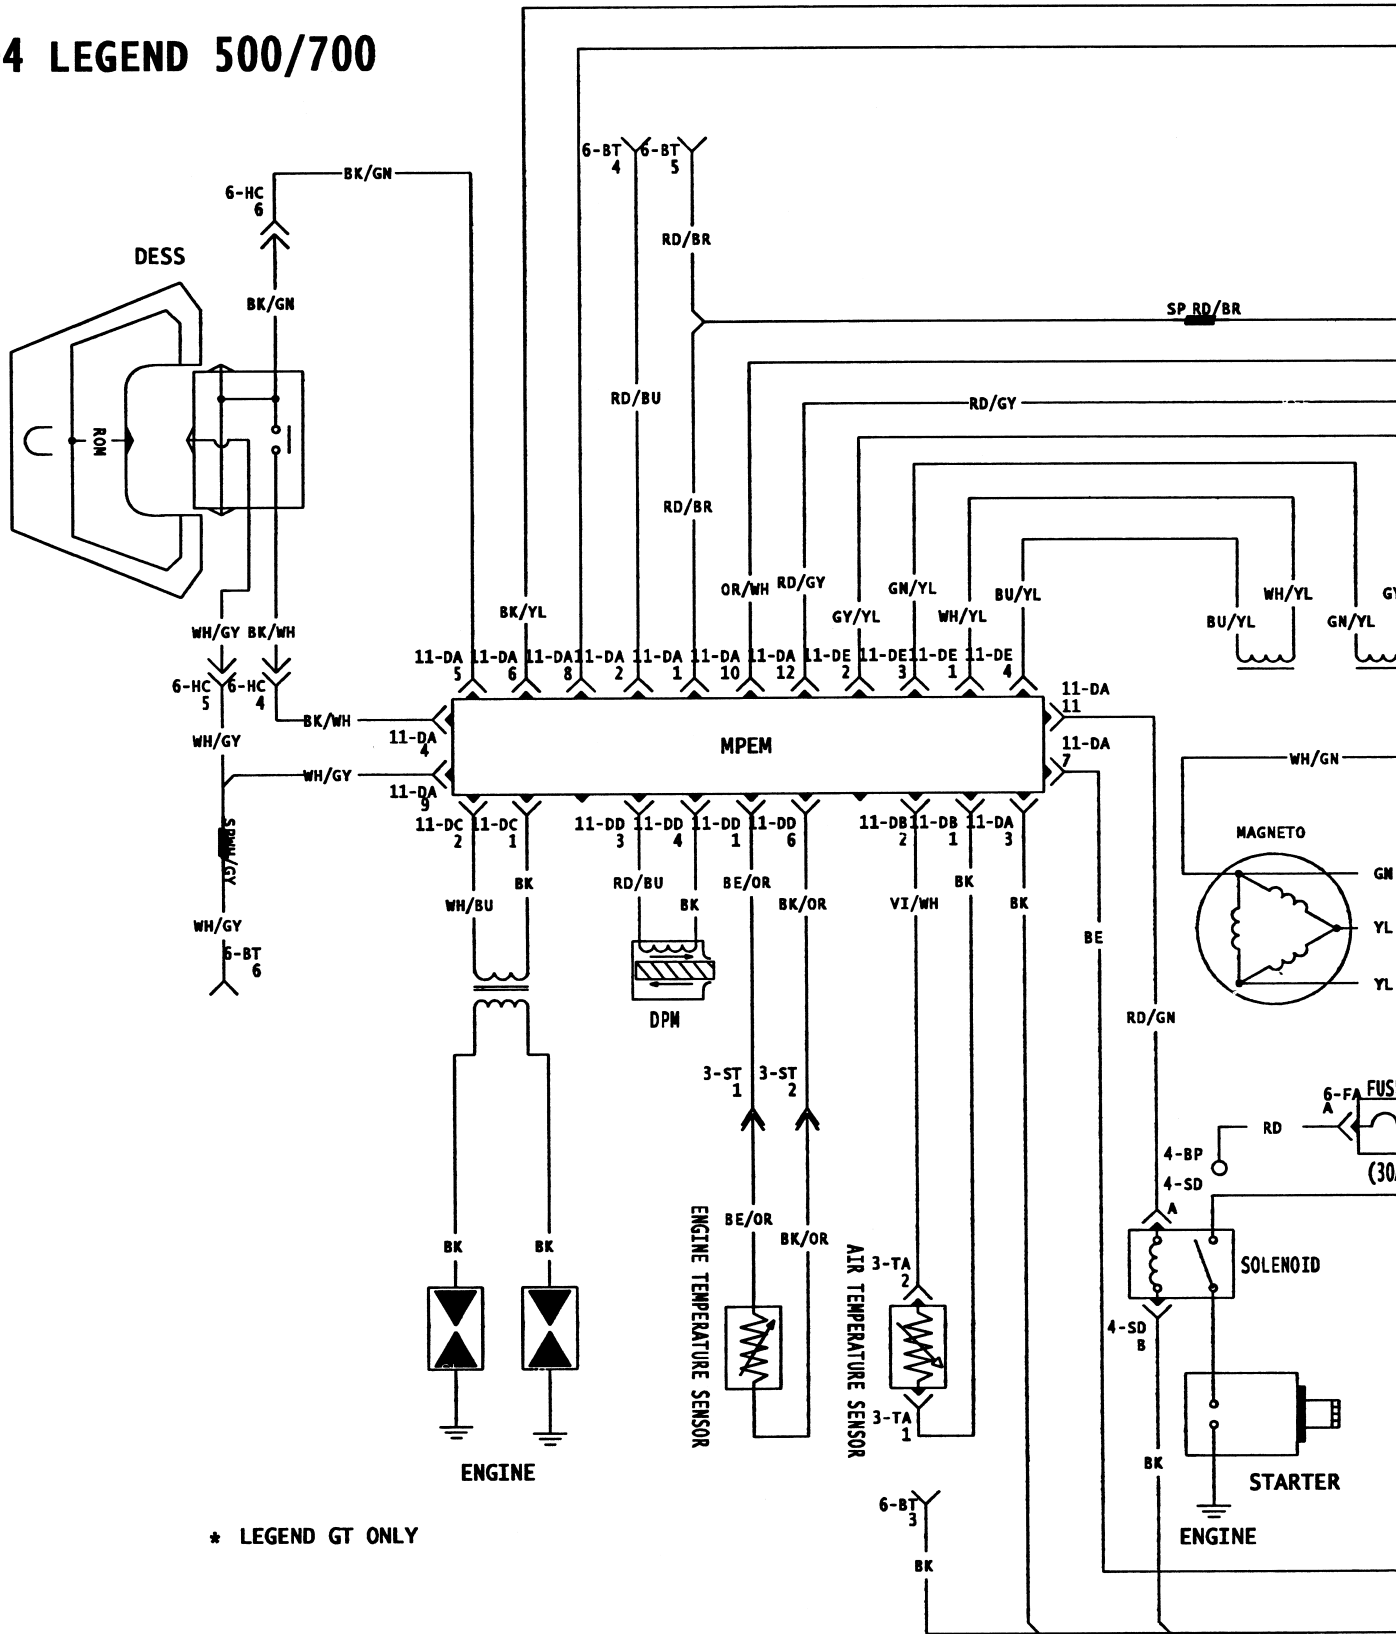 4 LEGEND 500/700
6-BT
4
6-BT
5
BK/GN
6-HC
6
RD/BR
DESS
BK/GN
SP RD/BR
RD/BU
RD/GY
ROM
RD/BR
OR/WH
RD/GY
GN/YL
BU/YL
WH/YL
GY
BK/YL
GY/YL
WH/YL
BU/YL
GN/YL
WH/GY
BK/WH
11-DA
5
11-DA
6
11-DA
8
11-DA
2
11-DA
1
11-DA
10
11-DA
12
11-DE
2
11-DE
3
11-DE
1
11-DE
4
6-HC
5
6-HC
4
11-DA
11
BK/WH
WH/GY
11-DA
4
MPEM
11-DA
7
WH/GN
WH/GY
11-DA
9
11-DC
2
11-DC
1
11-DD
3
11-DD
4
11-DD
1
11-DD
6
11-DB
2
11-DB
1
11-DA
3
MAGNETO
SPWH/GY
BK
RD/BU
BE/OR
BK
GN
WH/BU
BK
BK/OR
VI/WH
BK
WH/GY
BE
YL
6-BT
6
YL
DPM
RD/GN
3-ST
1
3-ST
2
6-FA
A
FUS
RD
4-BP
(30A
4-SD
A
ENGINE TEMPERATURE SENSOR
BE/OR
BK/OR
BK
BK
AIR TEMPERATURE SENSOR
3-TA
2
SOLENOID
4-SD
B
3-TA
1
BK
ENGINE
STARTER
6-BT
3
* LEGEND GT ONLY
ENGINE
BK